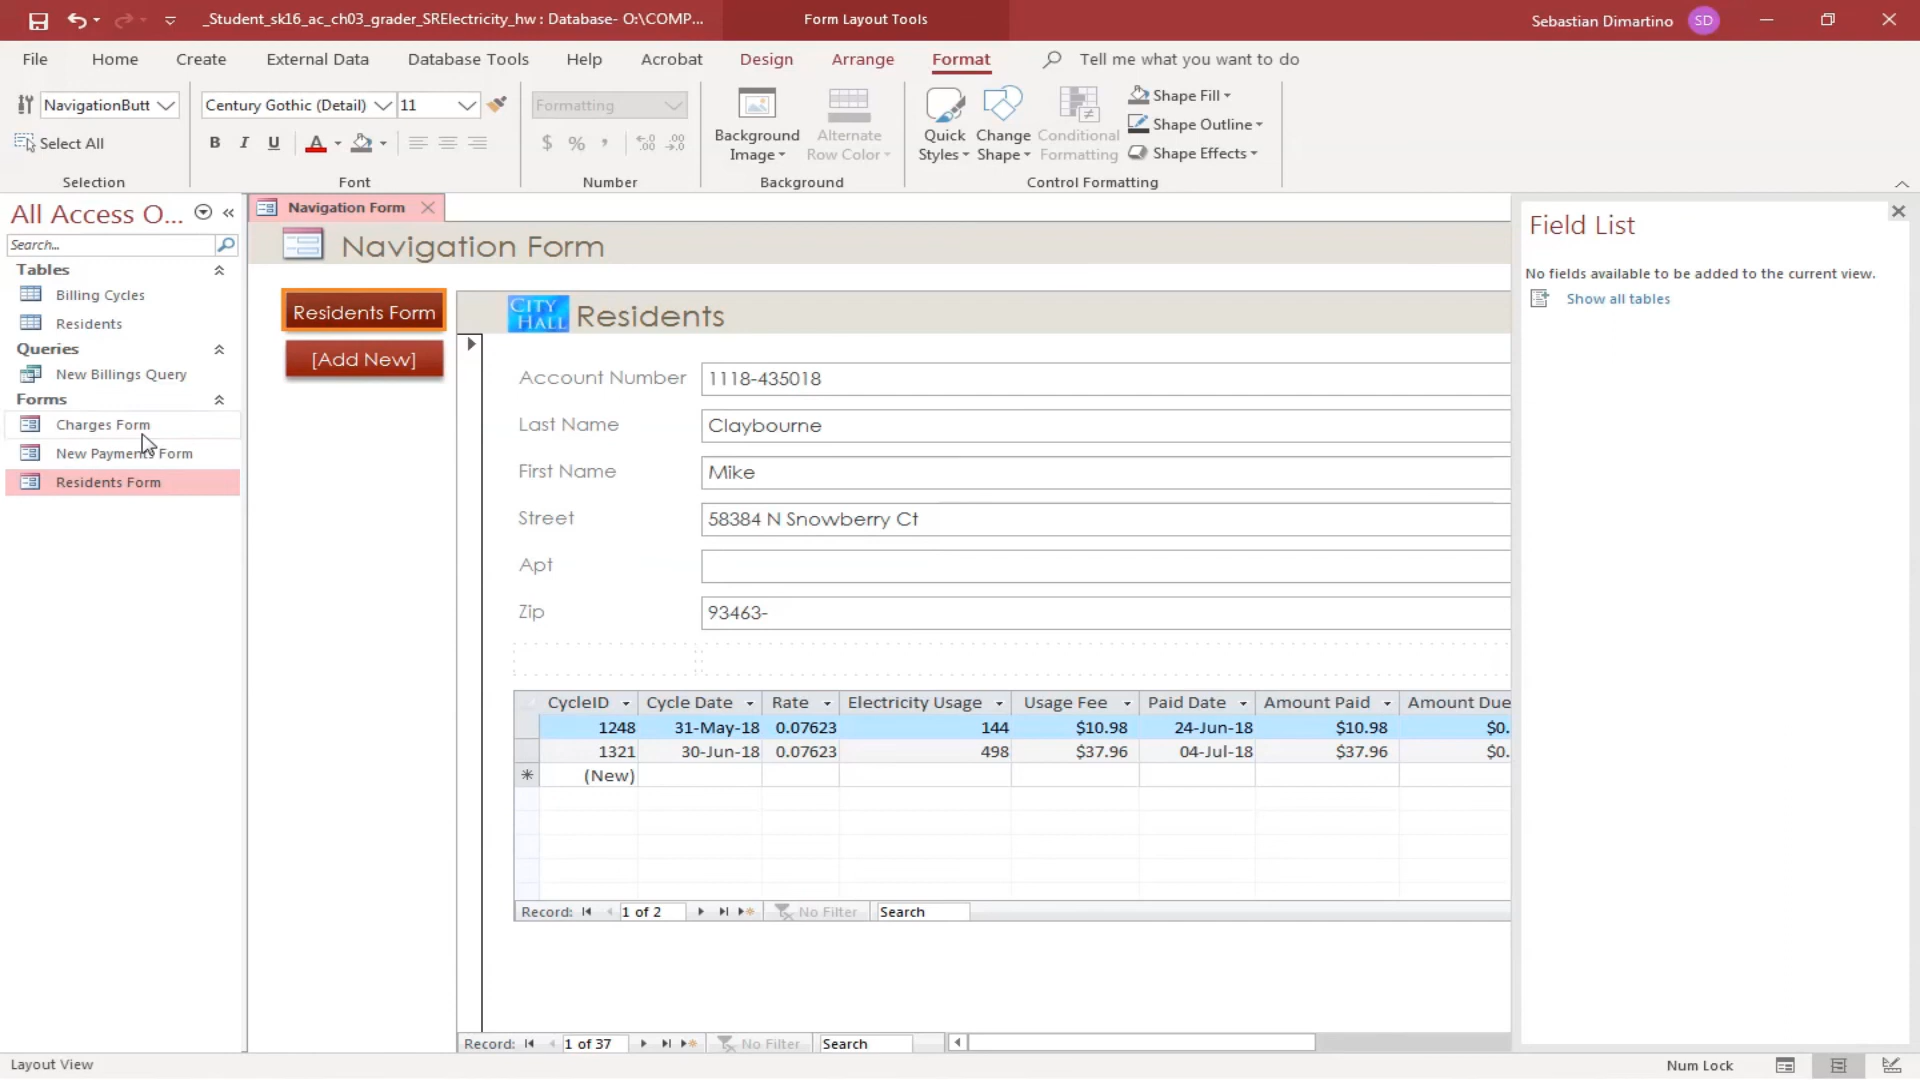 _Student_sk16_ac_ch03_grader_SRElectricity_hw : Database- O:\COMP...
Form Layout Tools
Sebastian Dimartino
SD
File Home Create External Data Database Tools Help Acrobat Design Arrange Format Tell me what you want to do
NavigationButt
Century Gothic (Detail) 11
Formatting
Select All
B I U A
$ % ,
Background Image
Alternate Row Color
Quick Styles
Change Shape
Conditional Formatting
Shape Fill
Shape Outline
Shape Effects
Selection Font Number Background Control Formatting
All Access O...
Search...
Tables
Billing Cycles
Residents
Queries
New Billings Query
Forms
Charges Form
New Payments Form
Residents Form
Navigation Form
Navigation Form
Residents Form
[Add New]
CITY HALL
Residents
Account Number 1118-435018
Last Name Claybourne
First Name Mike
Street 58384 N Snowberry Ct
Apt
Zip 93463-
CycleID Cycle Date Rate Electricity Usage Usage Fee Paid Date Amount Paid Amount Due
1248 31-May-18 0.07623 144 $10.98 24-Jun-18 $10.98 $0.
1321 30-Jun-18 0.07623 498 $37.96 04-Jul-18 $37.96 $0.
(New)
Record: 1 of 2 No Filter Search
Record: 1 of 37 No Filter Search
Field List
No fields available to be added to the current view.
Show all tables
Layout View
Num Lock